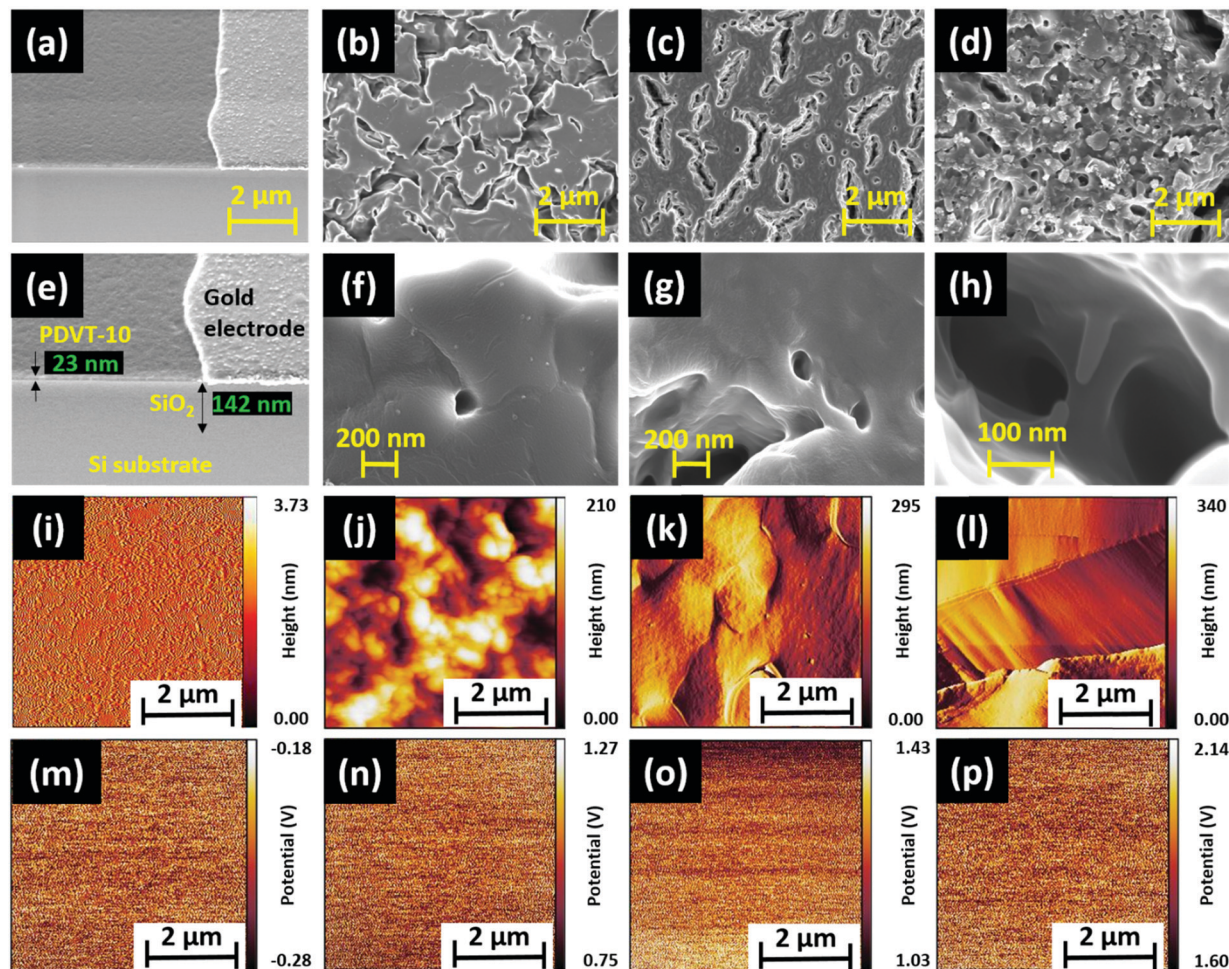 (a)
2 µm
(b)
2 µm
(c)
2 µm
(d)
2 µm
(e)
Gold
electrode
PDVT-10
23 nm
SiO₂
142 nm
Si substrate
(f)
200 nm
(g)
200 nm
(h)
100 nm
(i)
2 µm
3.73
Height (nm)
0.00
(j)
2 µm
210
Height (nm)
0.00
(k)
2 µm
295
Height (nm)
0.00
(l)
2 µm
340
Height (nm)
0.00
(m)
2 µm
-0.18
Potential (V)
-0.28
(n)
2 µm
1.27
Potential (V)
0.75
(o)
2 µm
1.43
Potential (V)
1.03
(p)
2 µm
2.14
Potential (V)
1.60